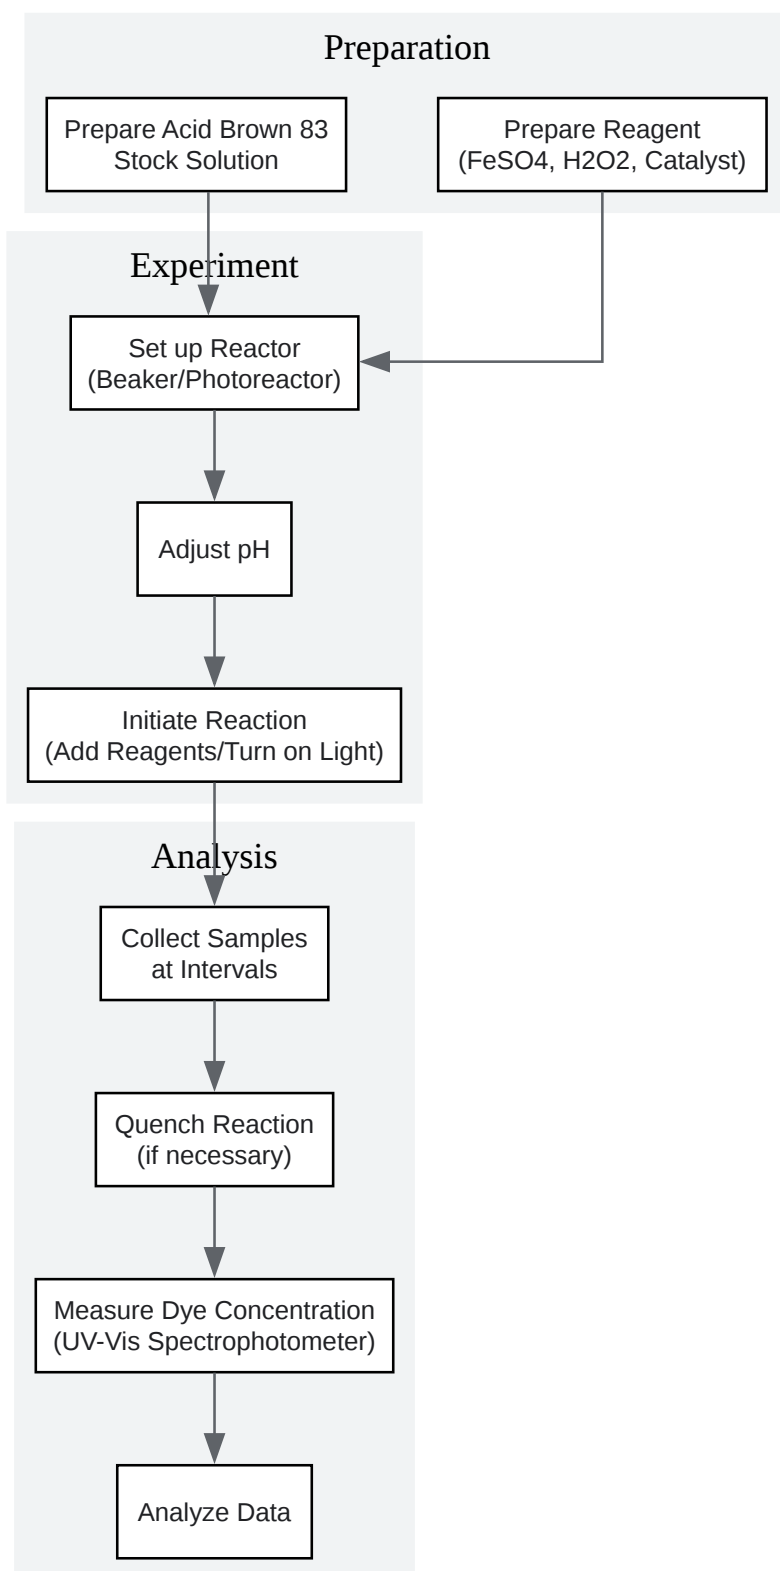 Preparation
Prepare Acid Brown 83
Stock Solution
Prepare Reagent
(FeSO4, H2O2, Catalyst)
Experiment
Set up Reactor
(Beaker/Photoreactor)
Adjust pH
Initiate Reaction
(Add Reagents/Turn on Light)
Analysis
Collect Samples
at Intervals
Quench Reaction
(if necessary)
Measure Dye Concentration
(UV-Vis Spectrophotometer)
Analyze Data